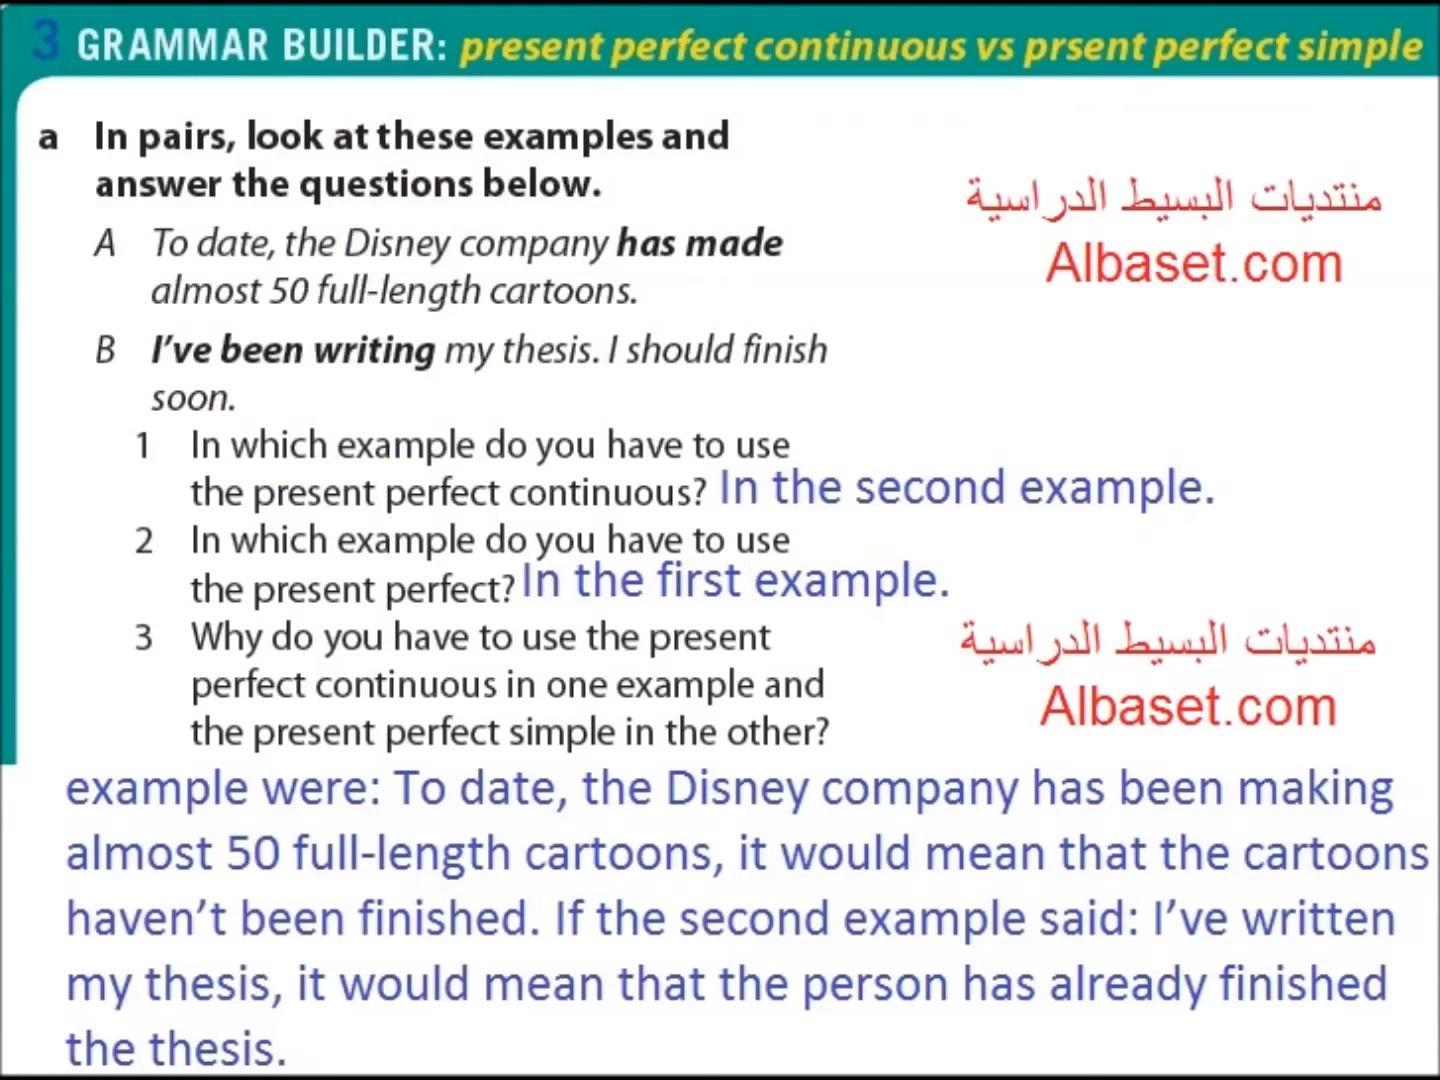 3 GRAMMAR BUILDER: present perfect continuous vs prsent perfect simple
a In pairs, look at these examples and
answer the questions below.
منتديات البسيط الدراسية
A To date, the Disney company has made
Albaset.com
almost 50 full-length cartoons.
B I've been writing my thesis. I should finish
soon.
1 In which example do you have to use
the present perfect continuous? In the second example.
2 In which example do you have to use
the present perfect? In the first example.
3 Why do you have to use the present
منتديات البسيط الدراسية
perfect continuous in one example and
Albaset.com
the present perfect simple in the other?
example were: To date, the Disney company has been making
almost 50 full-length cartoons, it would mean that the cartoons
haven't been finished. If the second example said: I've written
my thesis, it would mean that the person has already finished
the thesis.